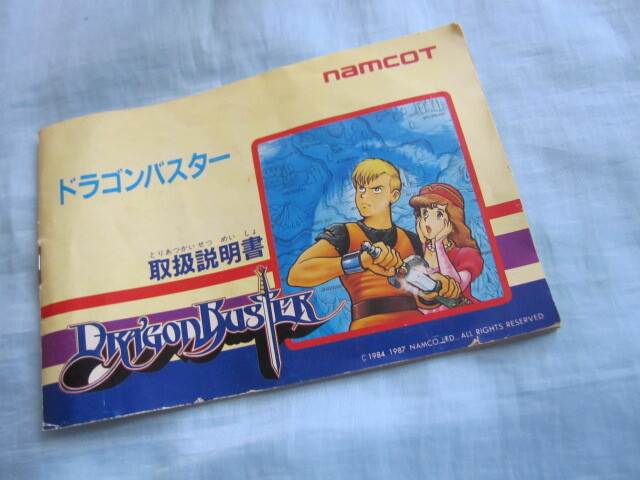 namcoT
ドラゴンバスター
とりあつかいせつめいしょ
取扱説明書
DRAGON BUSTER
© 1984 1987 NAMCO LTD., ALL RIGHTS RESERVED